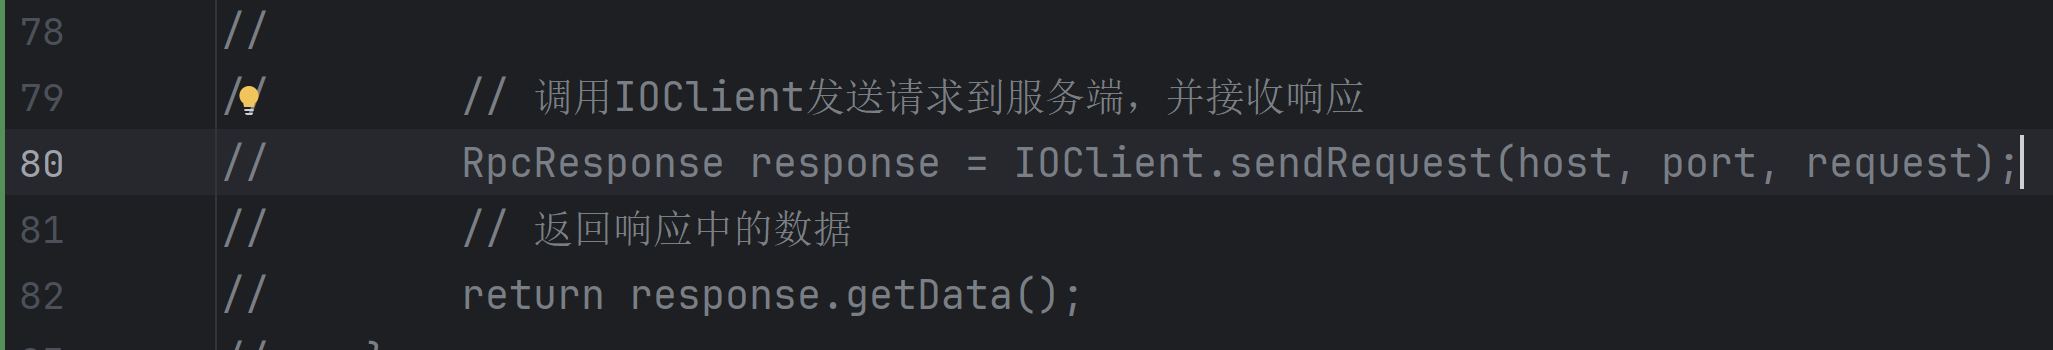 78 //
79 // // 调用IOClient发送请求到服务端，并接收响应
80 // RpcResponse response = IOClient.sendRequest(host, port, request);
81 // // 返回响应中的数据
82 // return response.getData();
// }